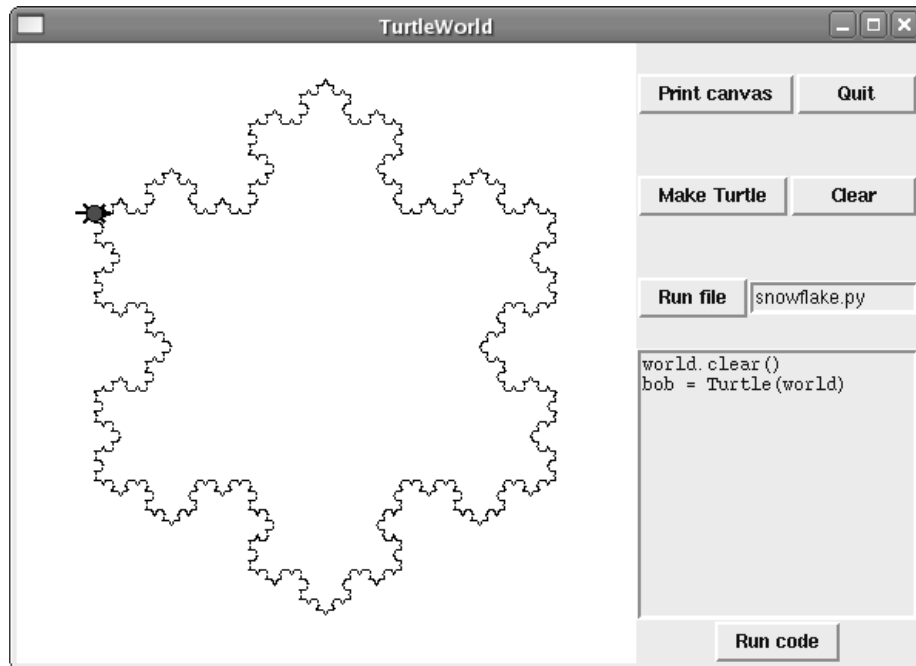 TurtleWorld
Print canvas
Quit
Make Turtle
Clear
Run file
snowflake.py
world.clear()
bob = Turtle(world)
Run code